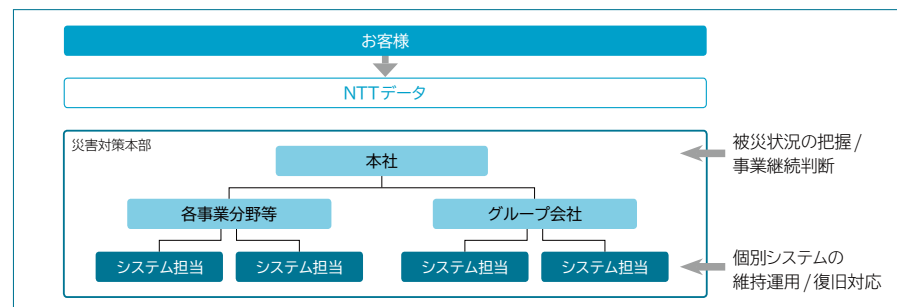 お客様
NTTデータ
災害対策本部
本社
被災状況の把握/
事業継続判断
各事業分野等
グループ会社
システム担当
システム担当
システム担当
システム担当
個別システムの
維持運用/復旧対応